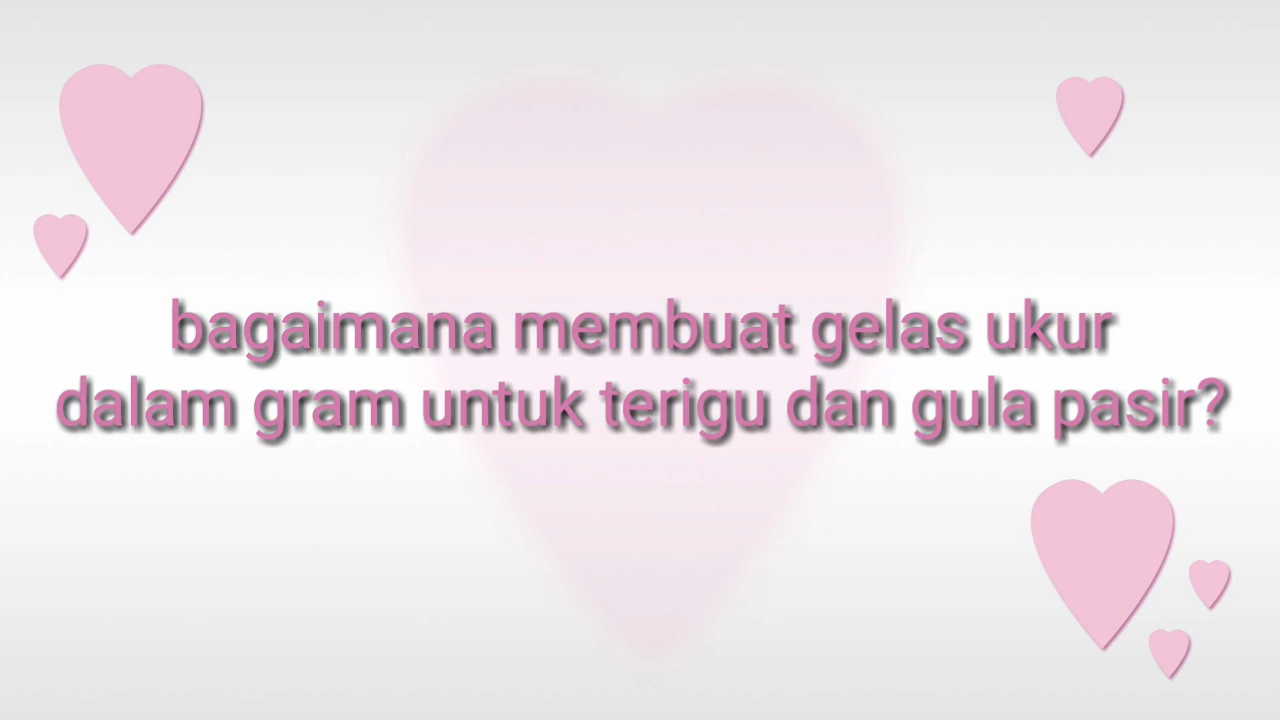 bagaimana membuat gelas ukur
dalam gram untuk terigu dan gula pasir?